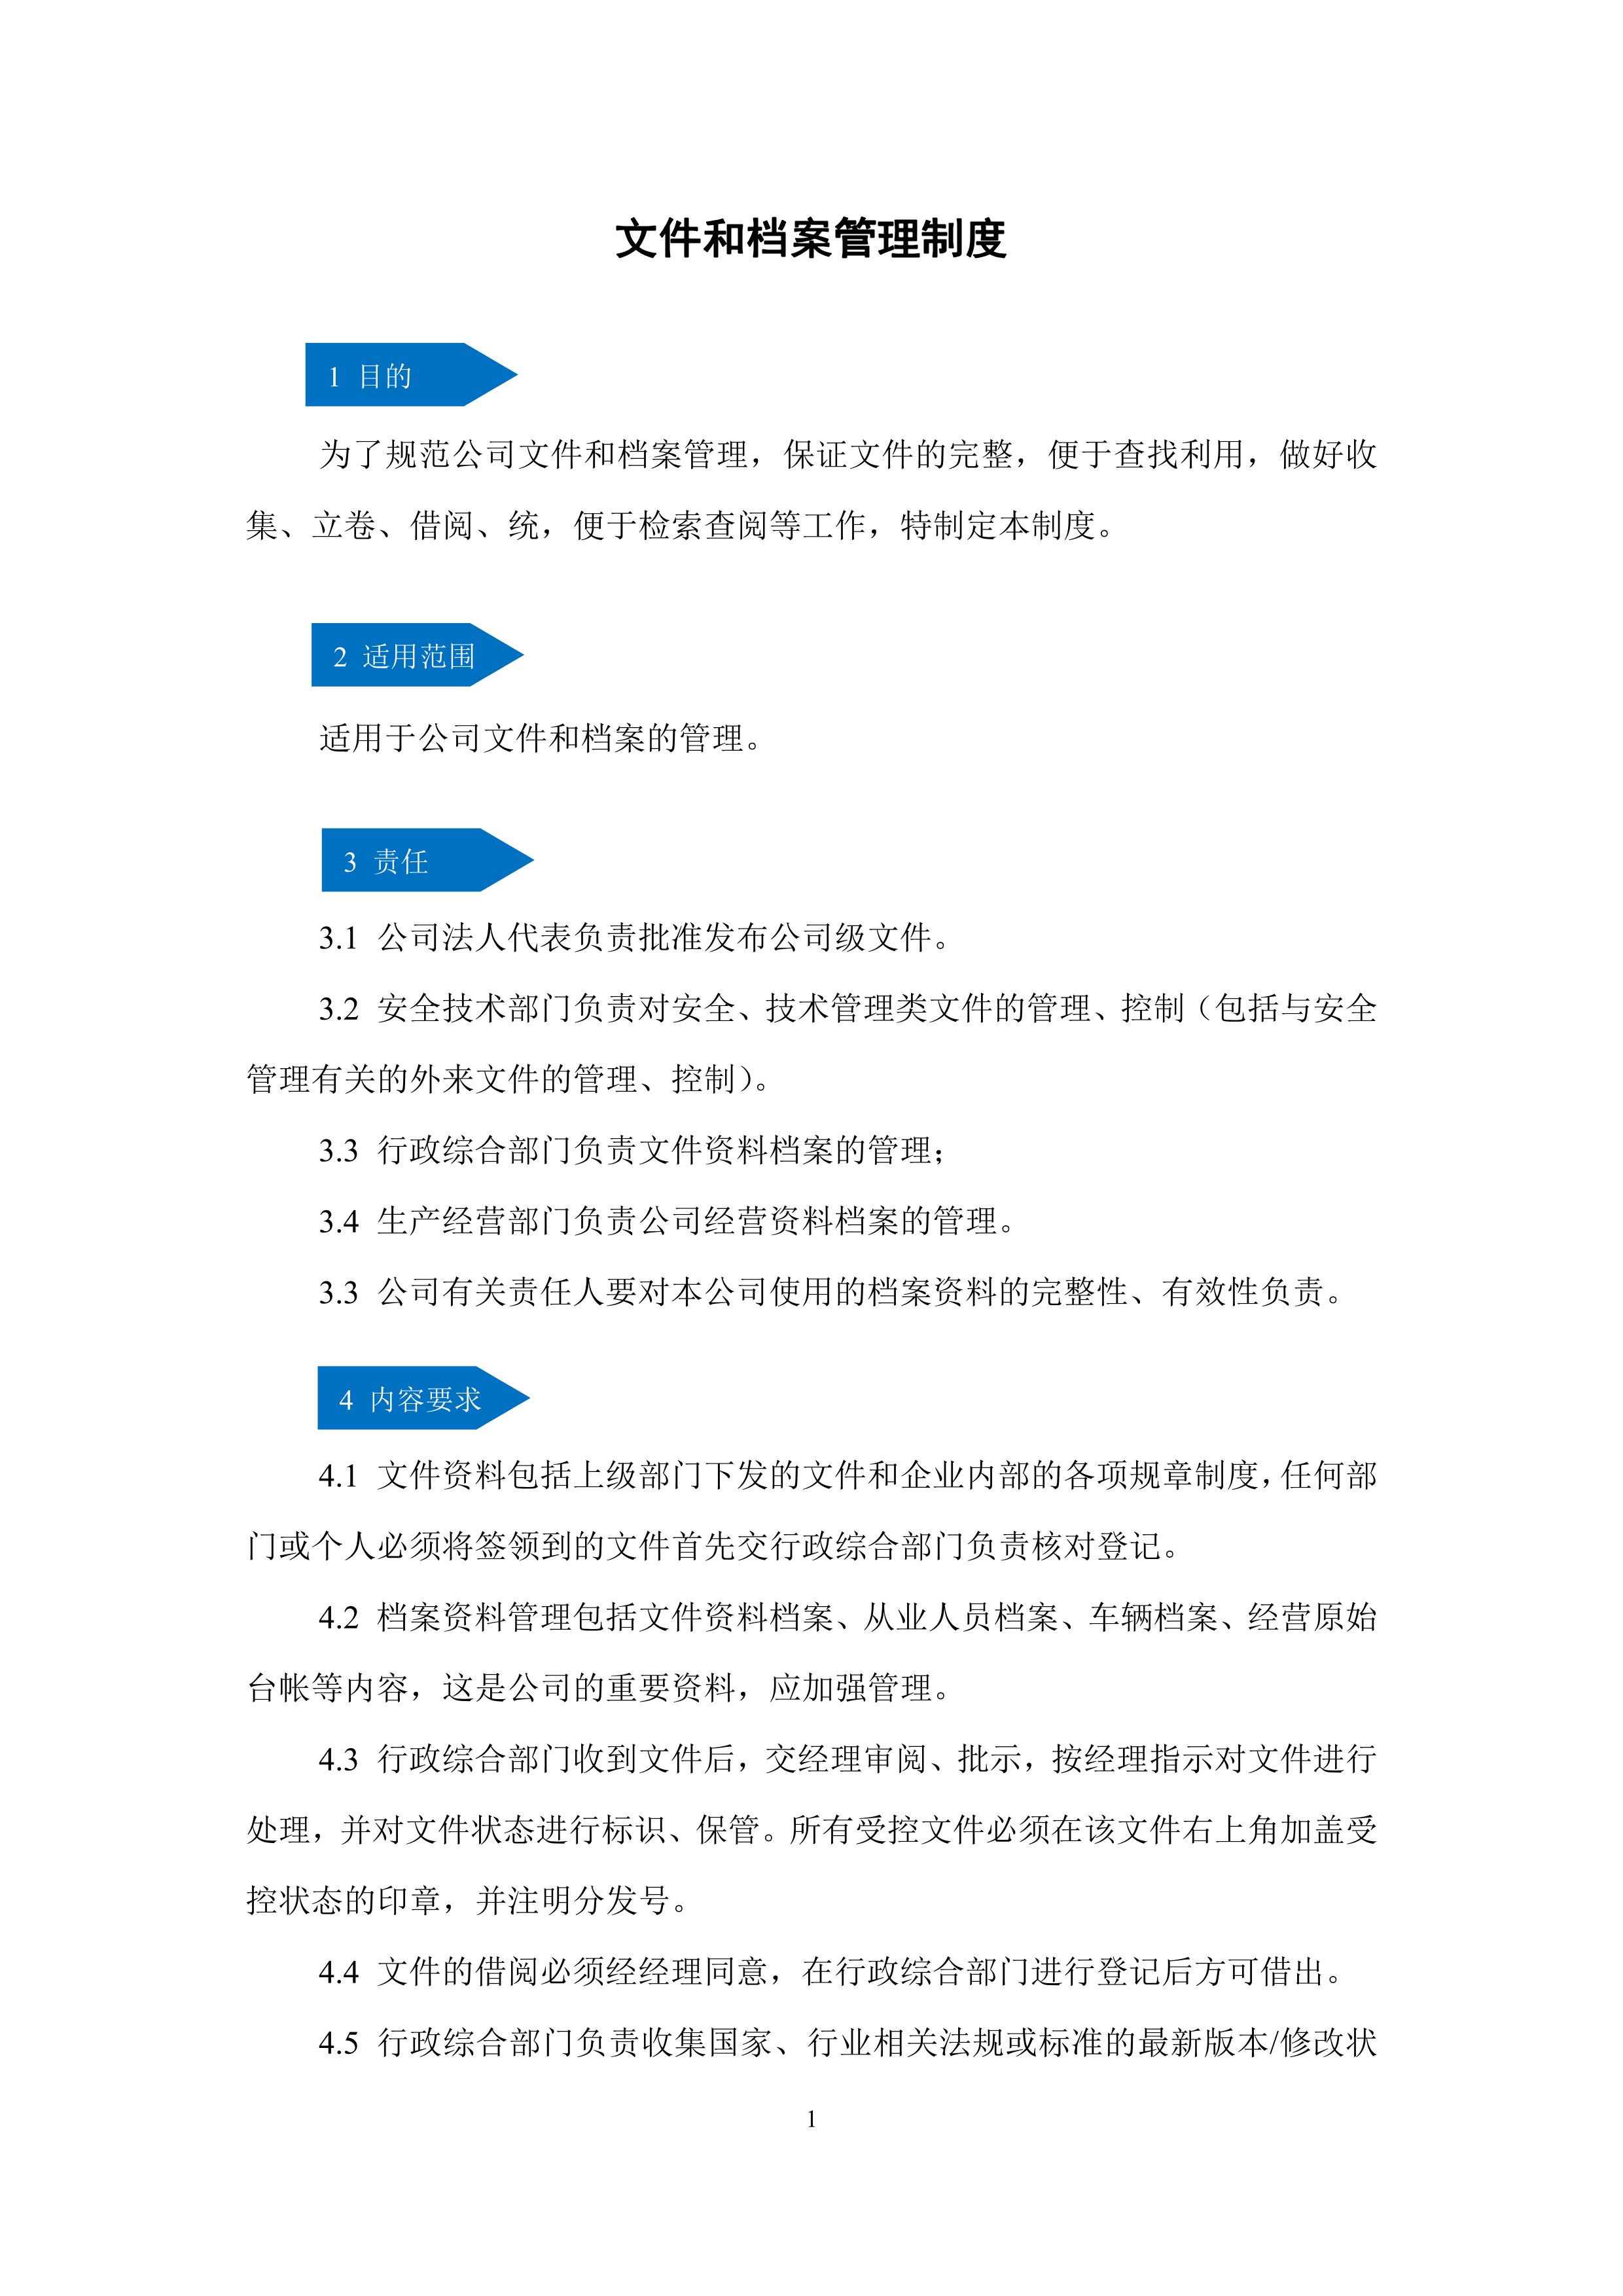 文件和档案管理制度
1 目的
为了规范公司文件和档案管理，保证文件的完整，便于查找利用，做好收
集、立卷、借阅、统，便于检索查阅等工作，特制定本制度。
2 适用范围
适用于公司文件和档案的管理。
3 责任
3.1 公司法人代表负责批准发布公司级文件。
3.2 安全技术部门负责对安全、技术管理类文件的管理、控制（包括与安全
管理有关的外来文件的管理、控制）。
3.3 行政综合部门负责文件资料档案的管理；
3.4 生产经营部门负责公司经营资料档案的管理。
3.3 公司有关责任人要对本公司使用的档案资料的完整性、有效性负责。
4 内容要求
4.1 文件资料包括上级部门下发的文件和企业内部的各项规章制度，任何部
门或个人必须将签领到的文件首先交行政综合部门负责核对登记。
4.2 档案资料管理包括文件资料档案、从业人员档案、车辆档案、经营原始
台帐等内容，这是公司的重要资料，应加强管理。
4.3 行政综合部门收到文件后，交经理审阅、批示，按经理指示对文件进行
处理，并对文件状态进行标识、保管。所有受控文件必须在该文件右上角加盖受
控状态的印章，并注明分发号。
4.4 文件的借阅必须经经理同意，在行政综合部门进行登记后方可借出。
4.5 行政综合部门负责收集国家、行业相关法规或标准的最新版本/修改状
1